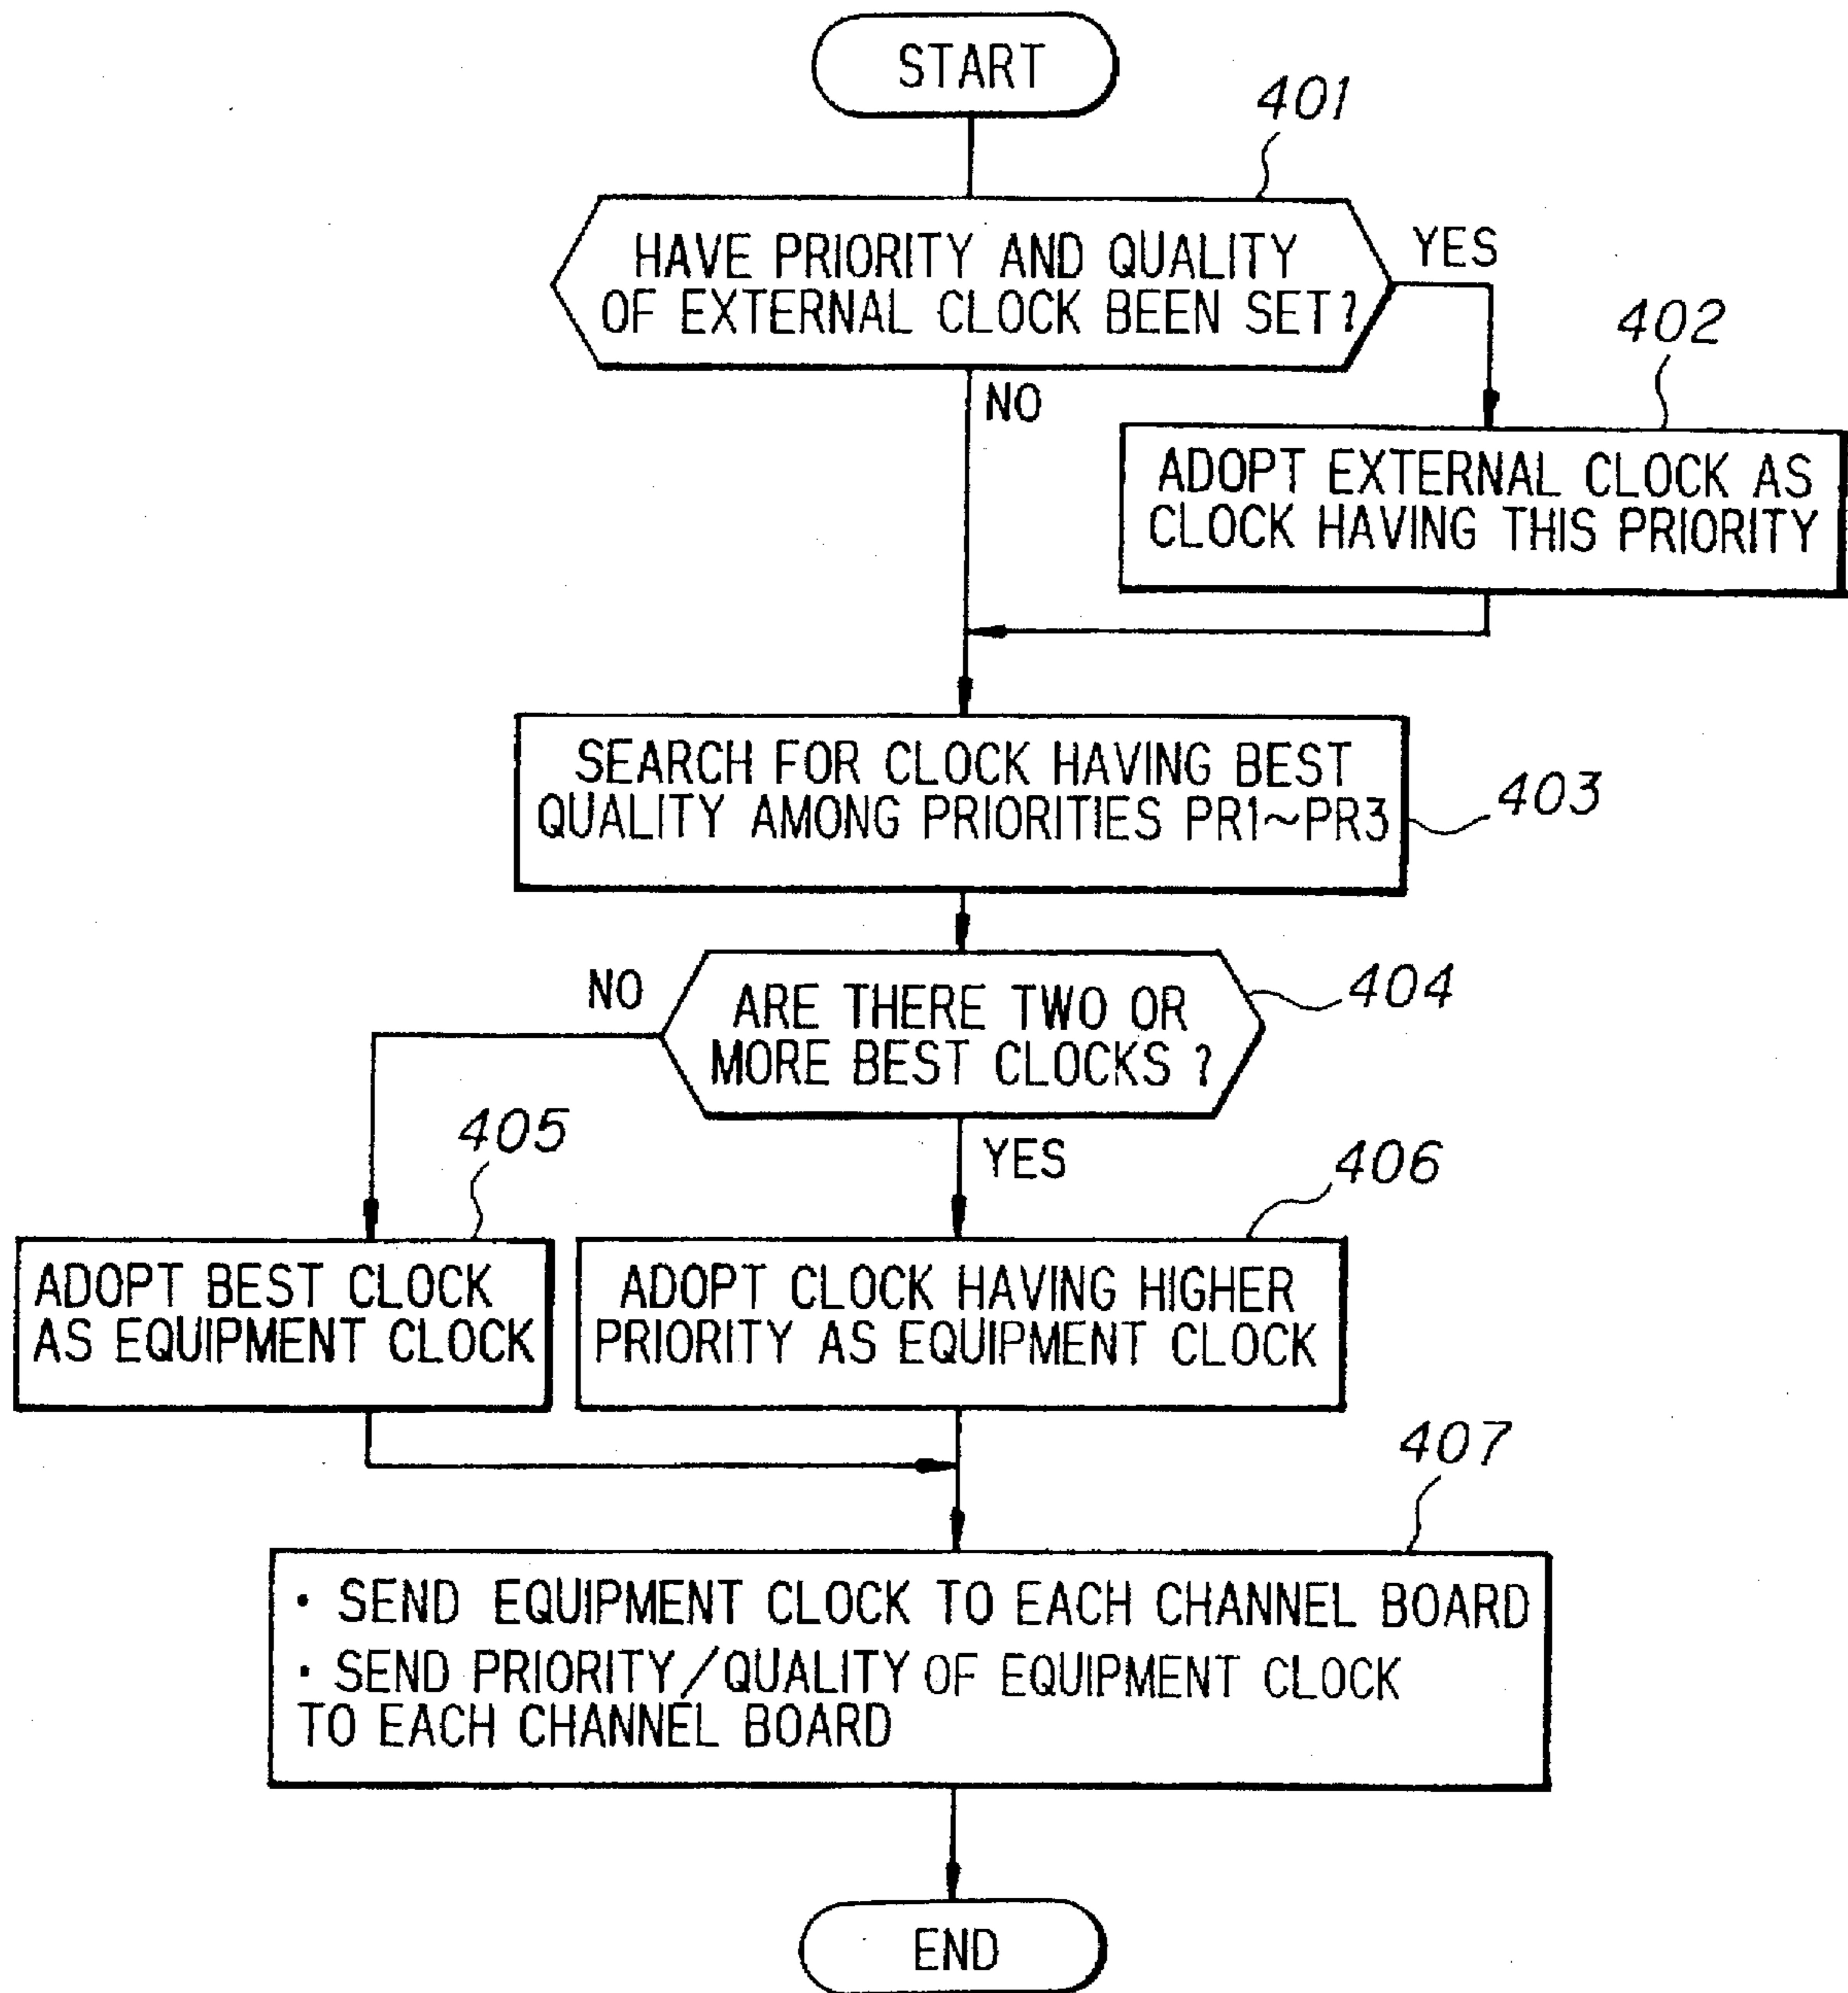 START
401
HAVE PRIORITY AND QUALITY
OF EXTERNAL CLOCK BEEN SET?
YES
402
NO
ADOPT EXTERNAL CLOCK AS
CLOCK HAVING THIS PRIORITY
SEARCH FOR CLOCK HAVING BEST
QUALITY AMONG PRIORITIES PR1~PR3
403
NO
ARE THERE TWO OR
MORE BEST CLOCKS ?
404
405
YES
406
ADOPT BEST CLOCK
AS EQUIPMENT CLOCK
ADOPT CLOCK HAVING HIGHER
PRIORITY AS EQUIPMENT CLOCK
407
· SEND EQUIPMENT CLOCK TO EACH CHANNEL BOARD
· SEND PRIORITY/QUALITY OF EQUIPMENT CLOCK
TO EACH CHANNEL BOARD
END